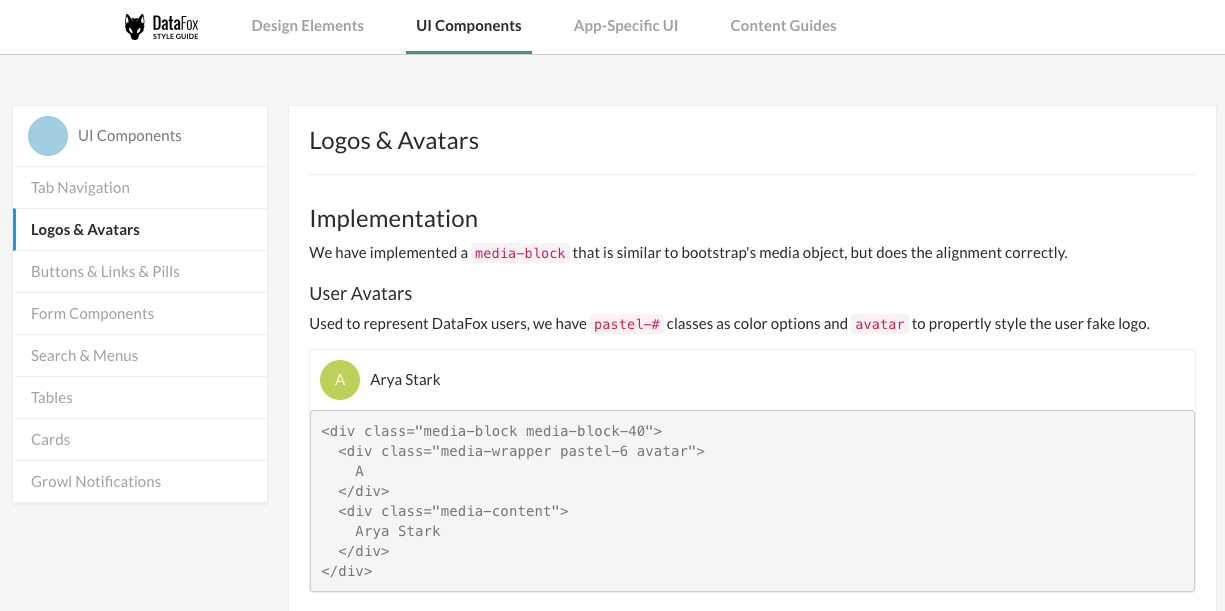 DataFox
STYLE GUIDE
Design Elements
UI Components
App-Specific UI
Content Guides
UI Components
Tab Navigation
Logos & Avatars
Buttons & Links & Pills
Form Components
Search & Menus
Tables
Cards
Growl Notifications
Logos & Avatars
Implementation
We have implemented a media-block that is similar to bootstrap's media object, but does the alignment correctly.
User Avatars
Used to represent DataFox users, we have pastel-# classes as color options and avatar to propertly style the user fake logo.
A Arya Stark
<div class="media-block media-block-40">
  <div class="media-wrapper pastel-6 avatar">
    A
  </div>
  <div class="media-content">
    Arya Stark
  </div>
</div>